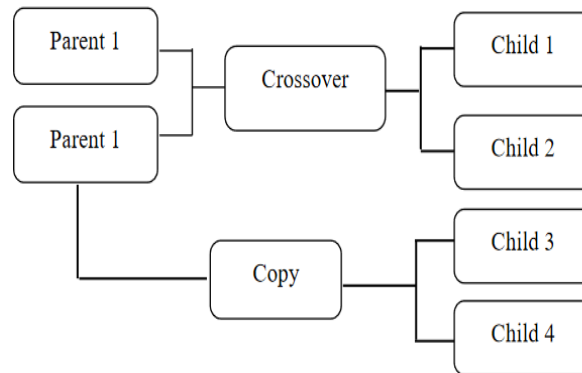 Parent 1
Crossover
Child 1
Parent 1
Child 2
Copy
Child 3
Child 4